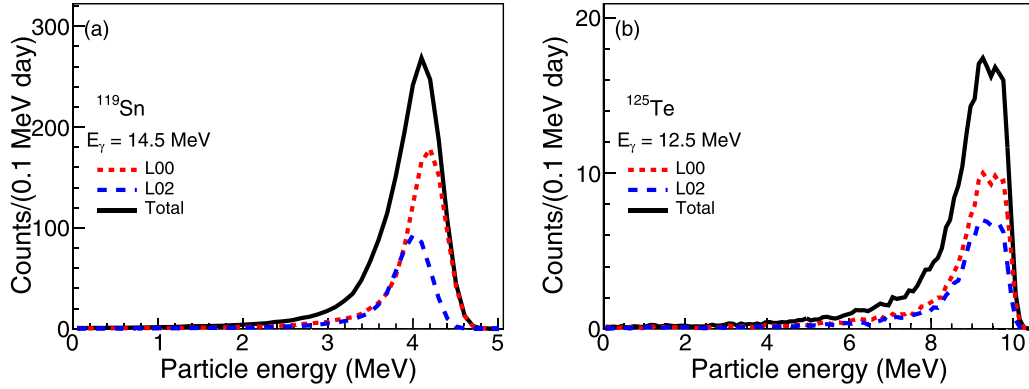 (a)
Counts/(0.1 MeV day)
300
200
100
0
¹¹⁹Sn
E_γ = 14.5 MeV
L00
L02
Total
0 1 2 3 4 5
Particle energy (MeV)
(b)
Counts/(0.1 MeV day)
20
10
0
¹²⁵Te
E_γ = 12.5 MeV
L00
L02
Total
0 2 4 6 8 10
Particle energy (MeV)